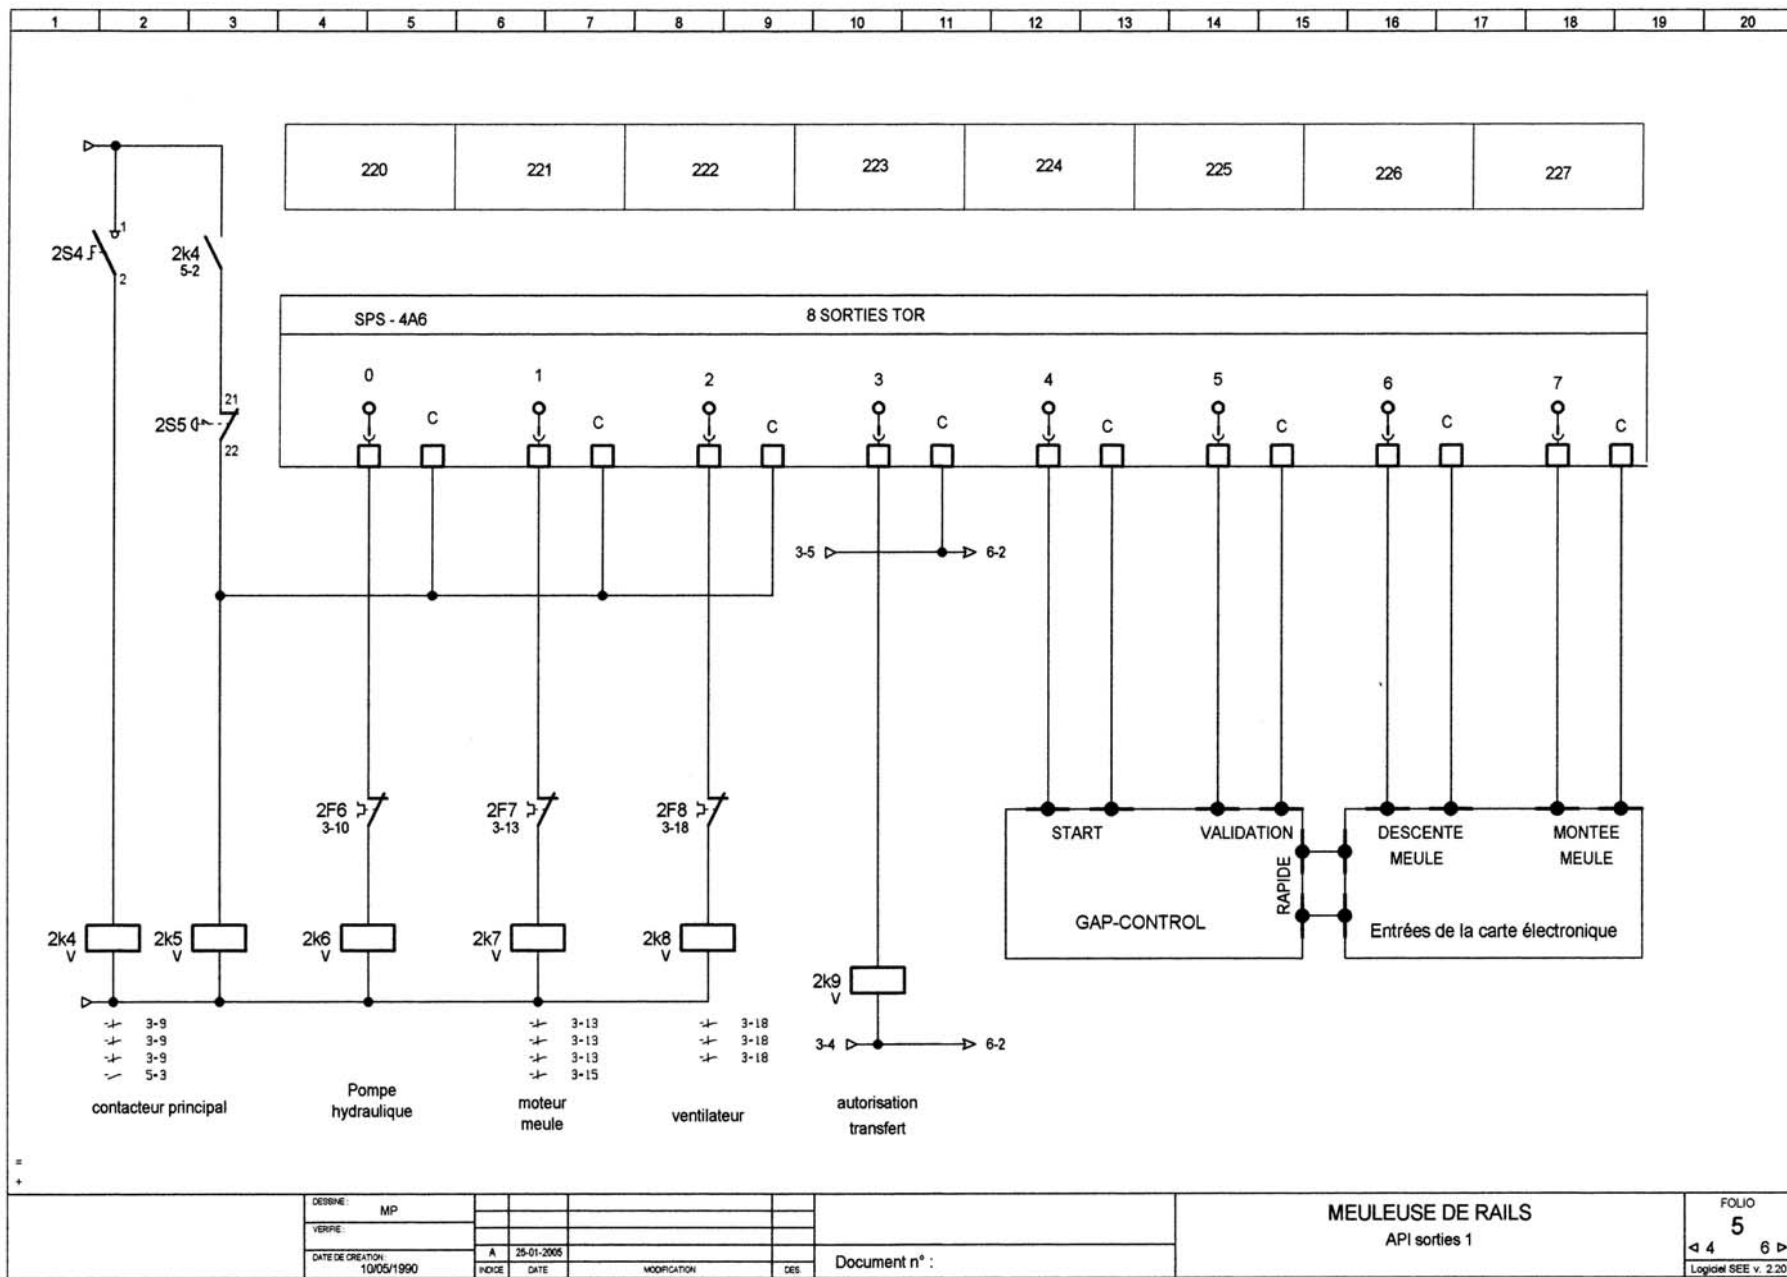 1 2 3 4 5 6 7 8 9 10 11 12 13 14 15 16 17 18 19 20
220 221 222 223 224 225 226 227
1
2S4
2
2k4
5-2
SPS - 4A6 8 SORTIES TOR
0 1 2 3 4 5 6 7
C C C C C C C C
21
2S5
22
3-5 6-2
2F6
3-10
2F7
3-13
2F8
3-18
START VALIDATION
RAPIDE
GAP-CONTROL
DESCENTE
MEULE
MONTEE
MEULE
Entrées de la carte électronique
2k4
V
2k5
V
2k6
V
2k7
V
2k8
V
2k9
V
3-4 6-2
3-9
3-9
3-9
5-3
3-13
3-13
3-13
3-15
3-18
3-18
3-18
contacteur principal
Pompe
hydraulique
moteur
meule
ventilateur
autorisation
transfert
=
+
DESSINE :
MP
VERIFIE :
DATE DE CREATION :
10/05/1990
A 25-01-2005
INDICE DATE MODIFICATION DES
Document n° :
MEULEUSE DE RAILS
API sorties 1
FOLIO
5
4 6
Logiciel SEE v. 2.20